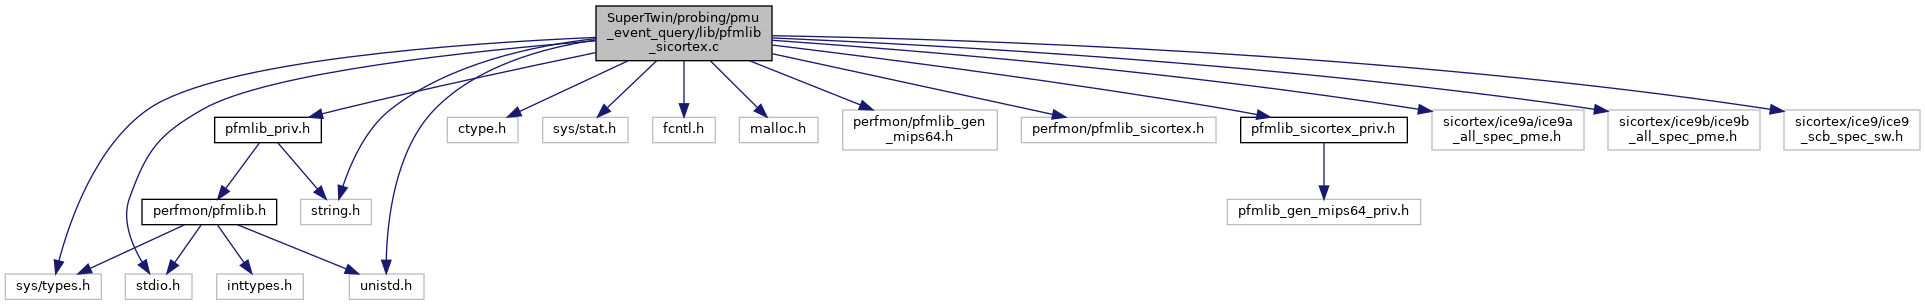 SuperTwin/probing/pmu
_event_query/lib/pfmlib
_sicortex.c
pfmlib_priv.h
ctype.h
sys/stat.h
fcntl.h
malloc.h
perfmon/pfmlib_gen
_mips64.h
perfmon/pfmlib_sicortex.h
pfmlib_sicortex_priv.h
sicortex/ice9a/ice9a
_all_spec_pme.h
sicortex/ice9b/ice9b
_all_spec_pme.h
sicortex/ice9/ice9
_scb_spec_sw.h
perfmon/pfmlib.h
string.h
pfmlib_gen_mips64_priv.h
sys/types.h
stdio.h
inttypes.h
unistd.h